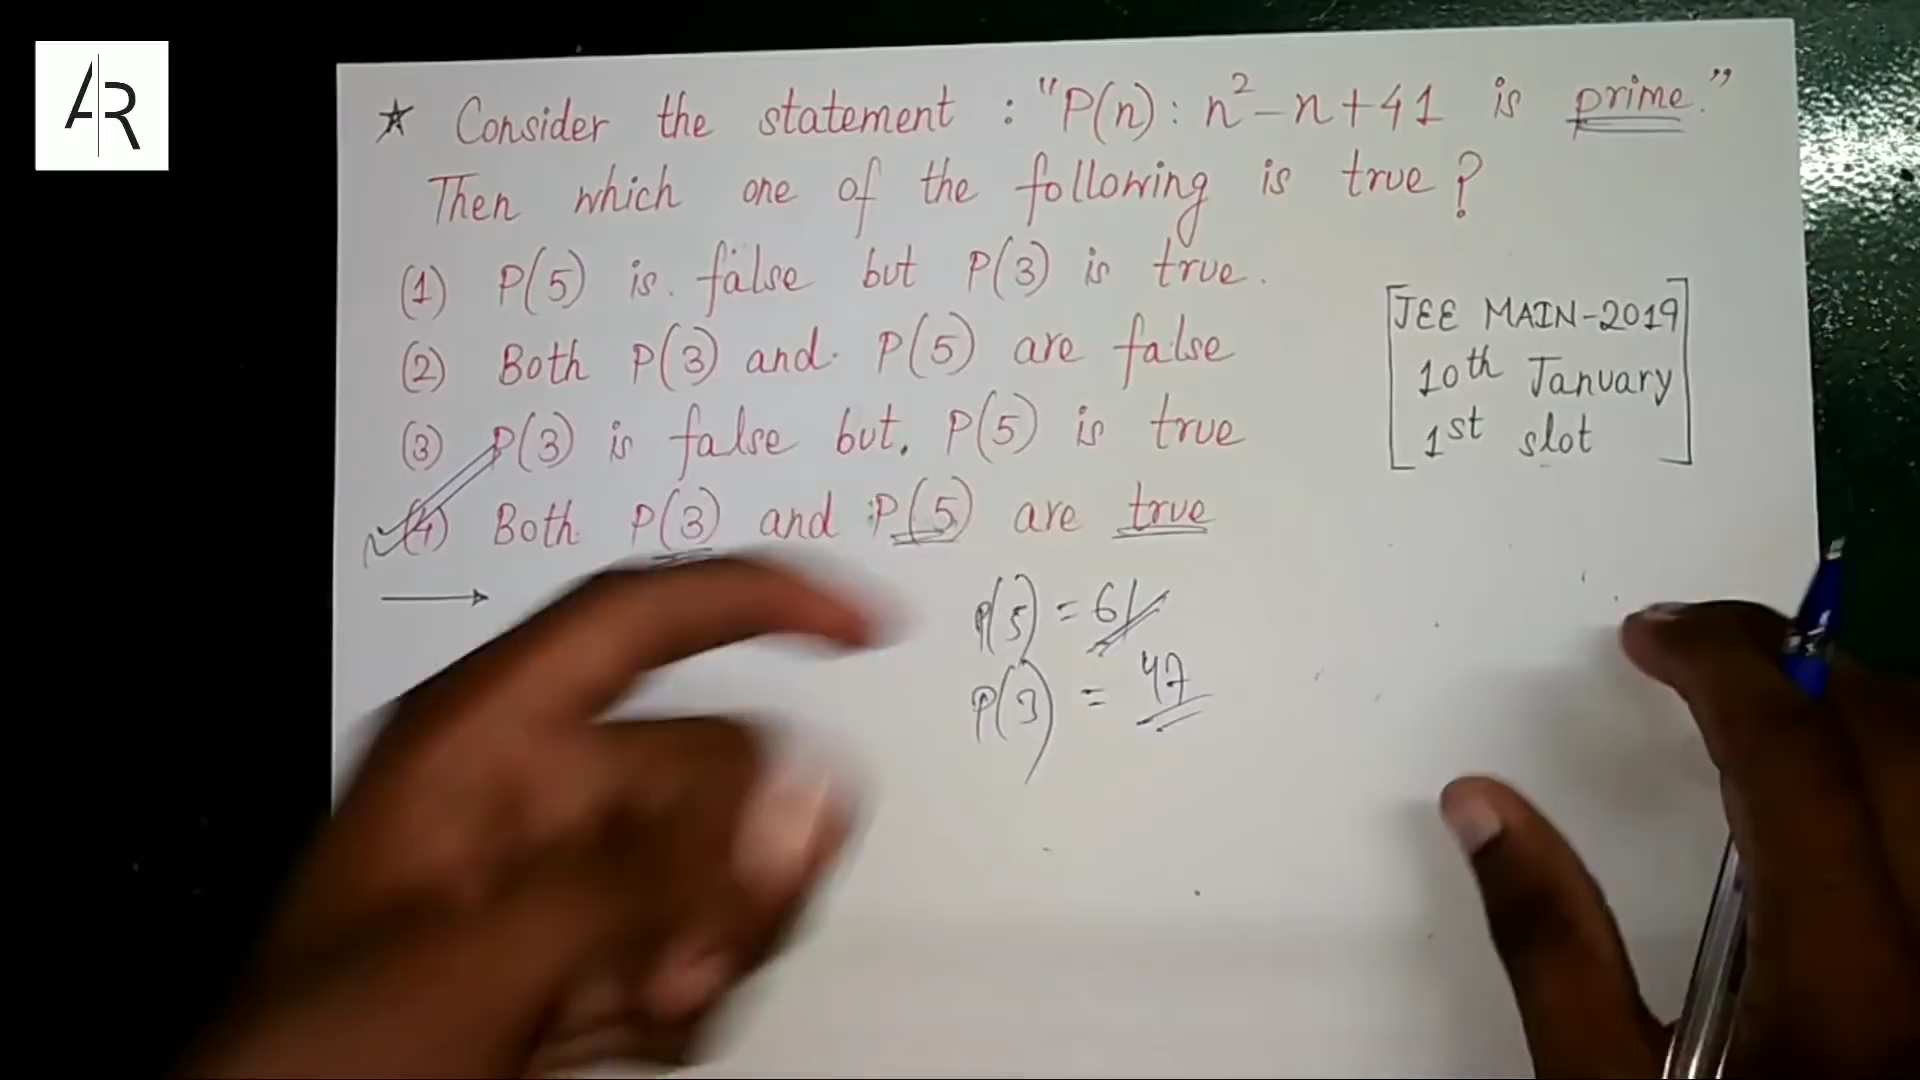 AR
★ Consider the statement : "P(n) : n²-n+41 is prime."
Then which one of the following is true ?
(1) P(5) is. false but P(3) is true.
(2) Both P(3) and P(5) are false
(3) P(3) is false but. P(5) is true
(4) Both P(3) and P(5) are true
[JEE MAIN-2019
10th January
1st slot]
P(5) = 61
P(3) = 47